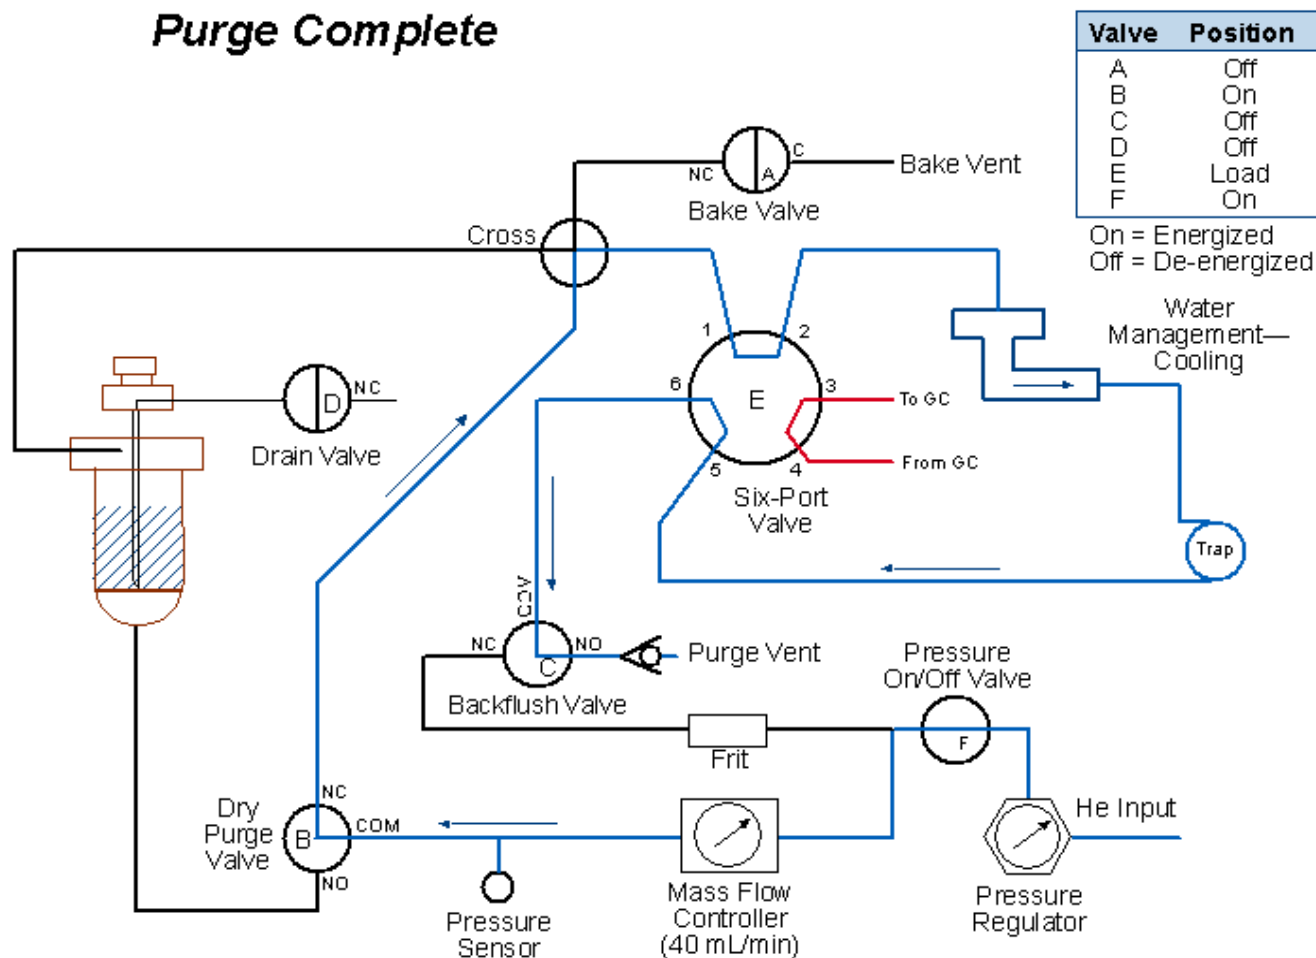 Purge Complete
Valve Position
A Off
B On
C Off
D Off
E Load
F On
On = Energized
Off = De-energized
NC
A
C
Bake Vent
Bake Valve
Cross
Water
Management—
Cooling
1
2
3
4
5
6
E
To GC
From GC
Six-Port
Valve
D
NC
Drain Valve
Trap
NC
NO
C
Purge Vent
Backflush Valve
Pressure
On/Off Valve
F
Frit
NC
Dry
Purge
Valve
B
COM
NO
He Input
Pressure
Sensor
Mass Flow
Controller
(40 mL/min)
Pressure
Regulator